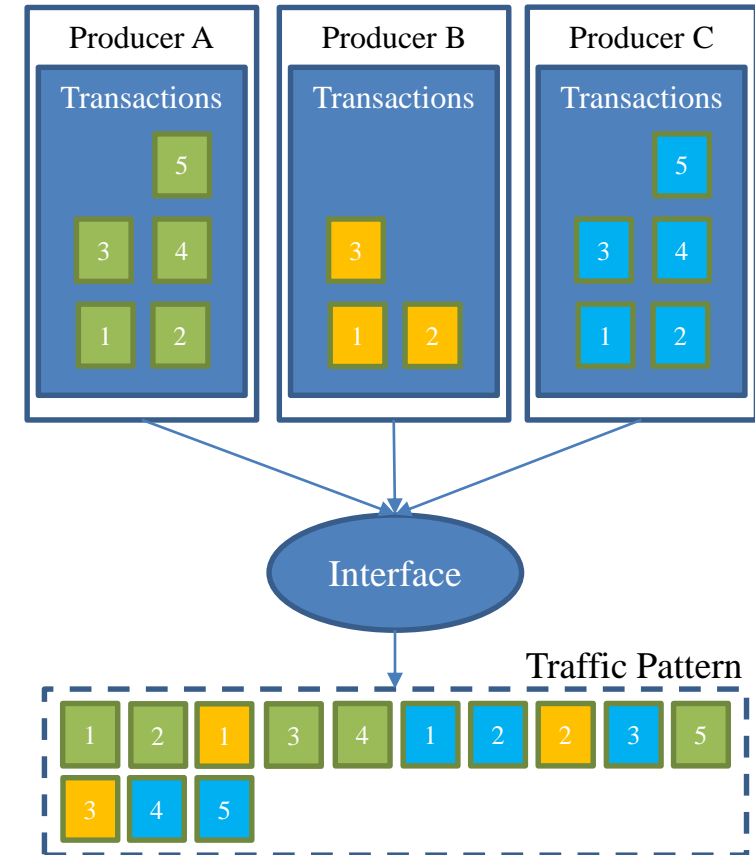 Producer A Producer B Producer C
Transactions Transactions Transactions
5 5
3 4 3 3 4
1 2 1 2 1 2
Interface
Traffic Pattern
1 2 1 3 4 1 2 2 3 5
3 4 5